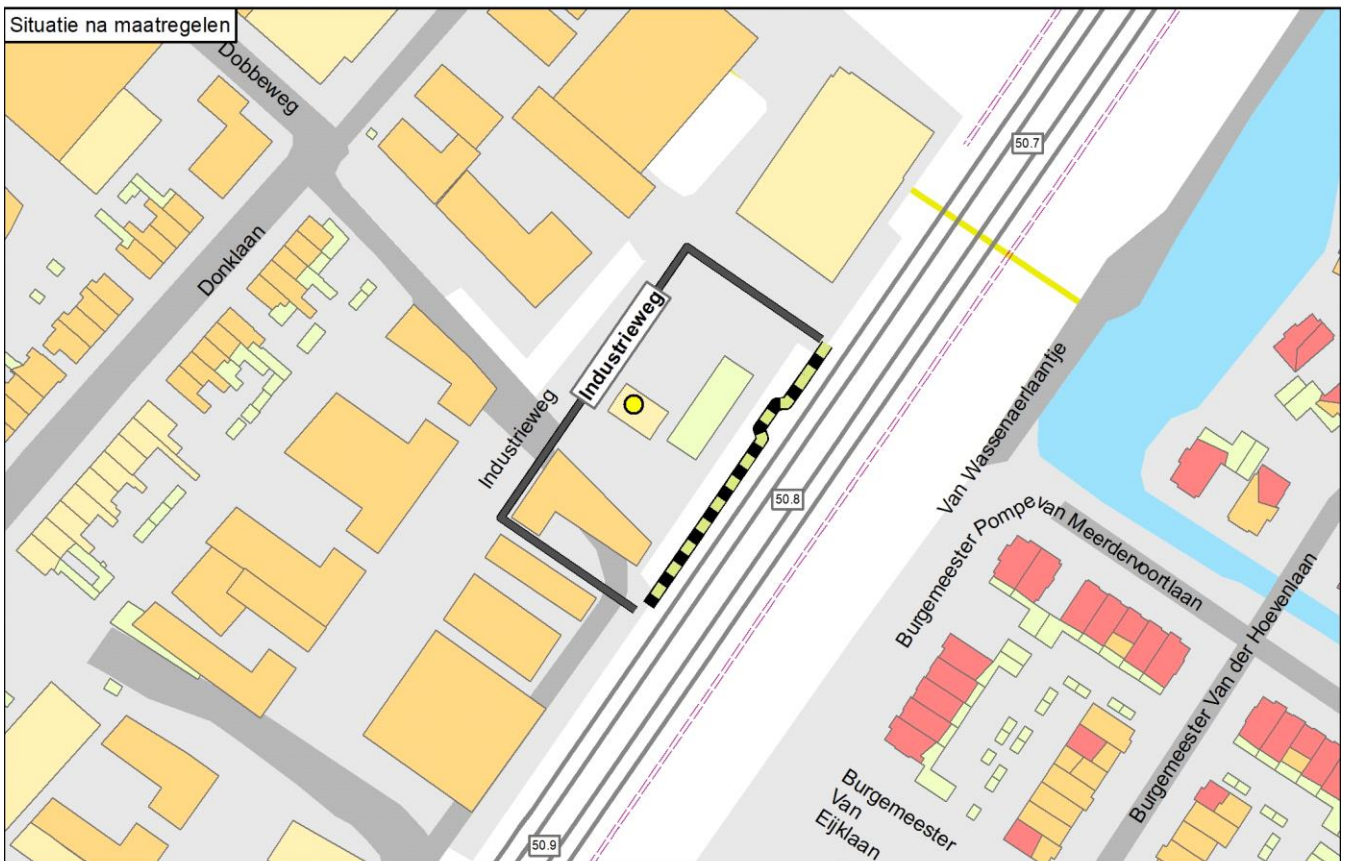 Situatie na maatregelen
Dobbeweg
50.7
Donklaan
Industrieweg
Industrieweg
Van Wassenaerlaantje
50.8
Burgemeester Pompe van Meerdervoortlaan
Burgemeester Van der Hoevenlaan
Burgemeester
Van
Eijklaan
50.9